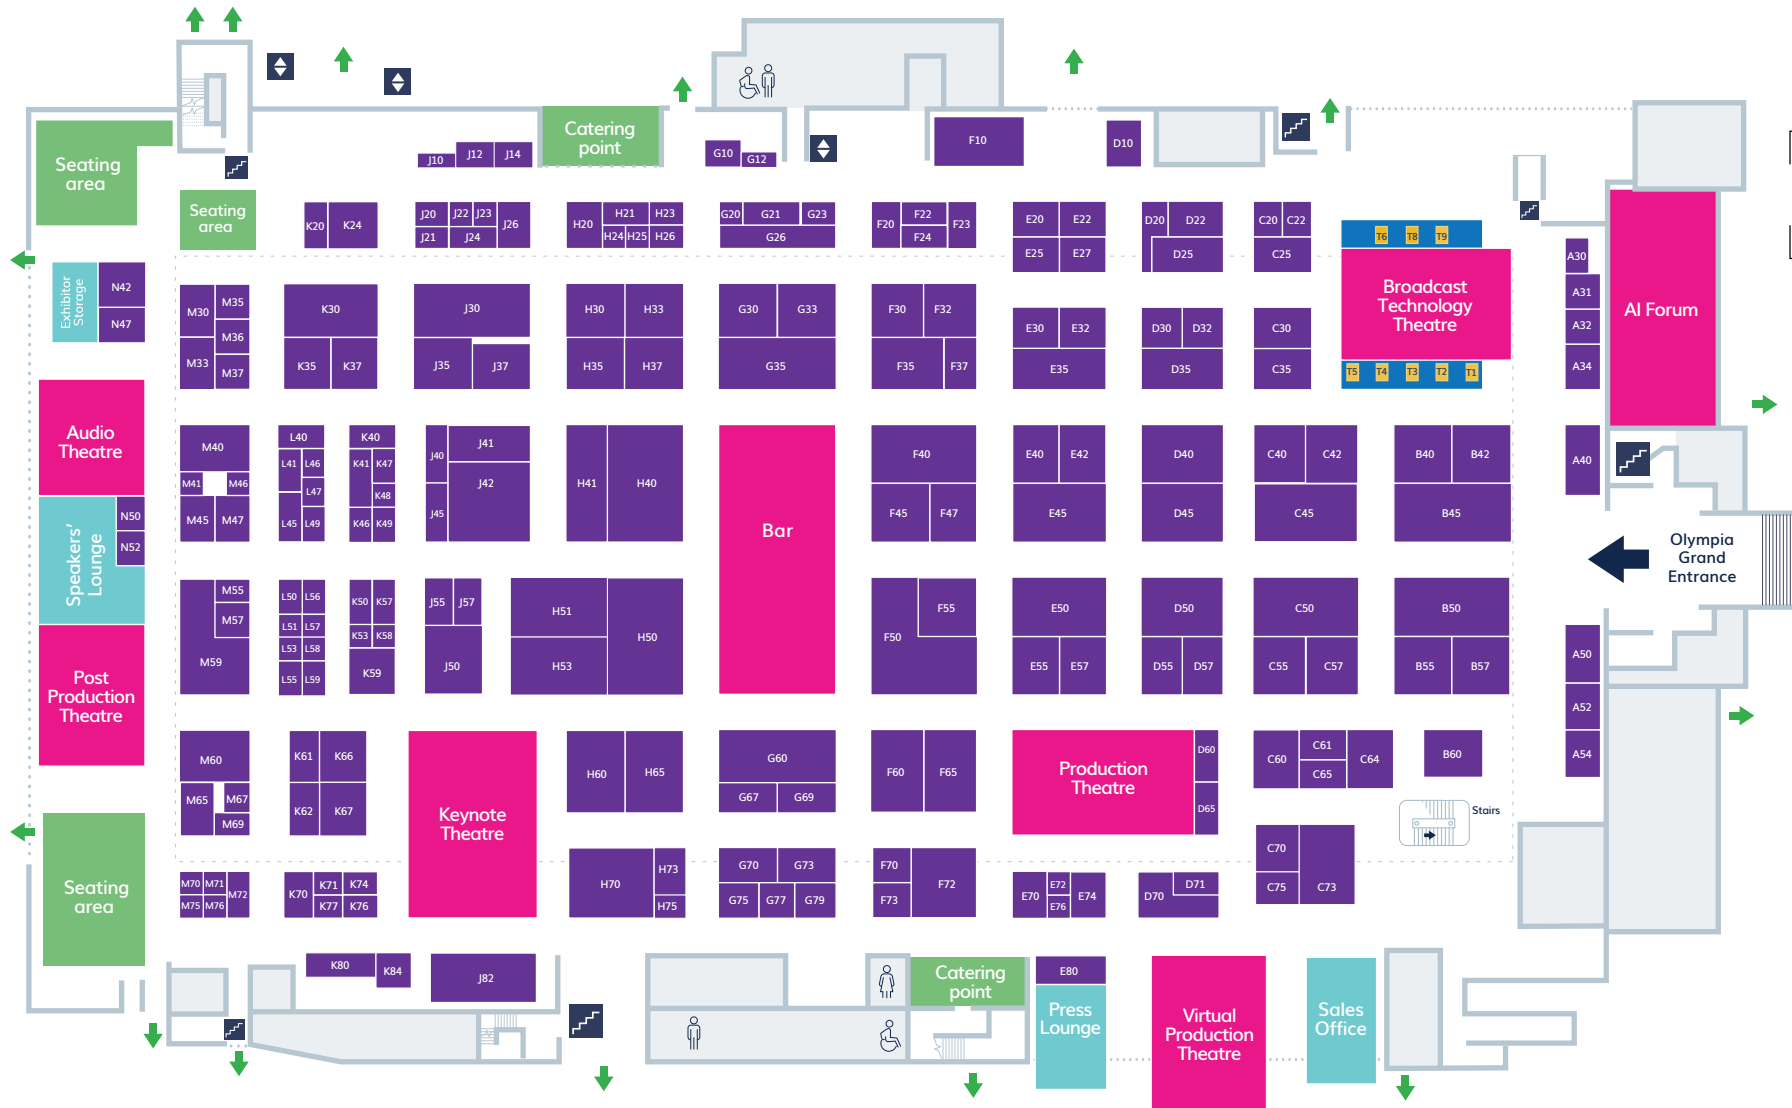 Catering
point
J10
J12
J14
G10
G12
F10
D10
Seating
area
Seating
area
K20
K24
J20
J22
J23
J26
J21
J24
H20
H21
H23
H24
H25
H26
G20
G21
G23
G26
F20
F22
F23
F24
E20
E22
E25
E27
D20
D22
D25
C20
C22
C25
T6
T8
T9
Broadcast
Technology
Theatre
T5
T4
T3
T2
T1
A30
A31
A32
A34
AI Forum
Exhibitor
Storage
N42
N47
M30
M35
M36
M33
M37
K30
K35
K37
J30
J35
J37
H30
H33
H35
H37
G30
G33
G35
F30
F32
F35
F37
E30
E32
E35
D30
D32
D35
C30
C35
Audio
Theatre
M40
M41
M46
M45
M47
L40
L41
L46
L47
L45
L49
K40
K41
K47
K48
K46
K49
J40
J41
J42
J45
H41
H40
Bar
F40
F45
F47
E40
E42
E45
D40
D45
C40
C42
C45
B40
B42
B45
A40
Speakers'
Lounge
N50
N52
Olympia
Grand
Entrance
M55
M57
M59
L50
L56
L51
L57
L53
L58
L55
L59
K50
K57
K53
K58
K59
J55
J57
J50
H51
H53
H50
F50
F55
E50
E55
E57
D50
D55
D57
C50
C55
C57
B50
B55
B57
A50
A52
A54
Post
Production
Theatre
M60
M65
M67
M69
K61
K66
K62
K67
Keynote
Theatre
H60
H65
G60
G67
G69
F60
F65
Production
Theatre
D60
D65
C60
C61
C65
C64
B60
Stairs
Seating
area
M70
M71
M72
M75
M76
K70
K71
K74
K77
K76
H70
H73
H75
G70
G73
G75
G77
G79
F70
F72
F73
E70
E72
E74
E76
D70
D71
C70
C75
C73
K80
K84
J82
Catering
point
E80
Press
Lounge
Virtual
Production
Theatre
Sales
Office